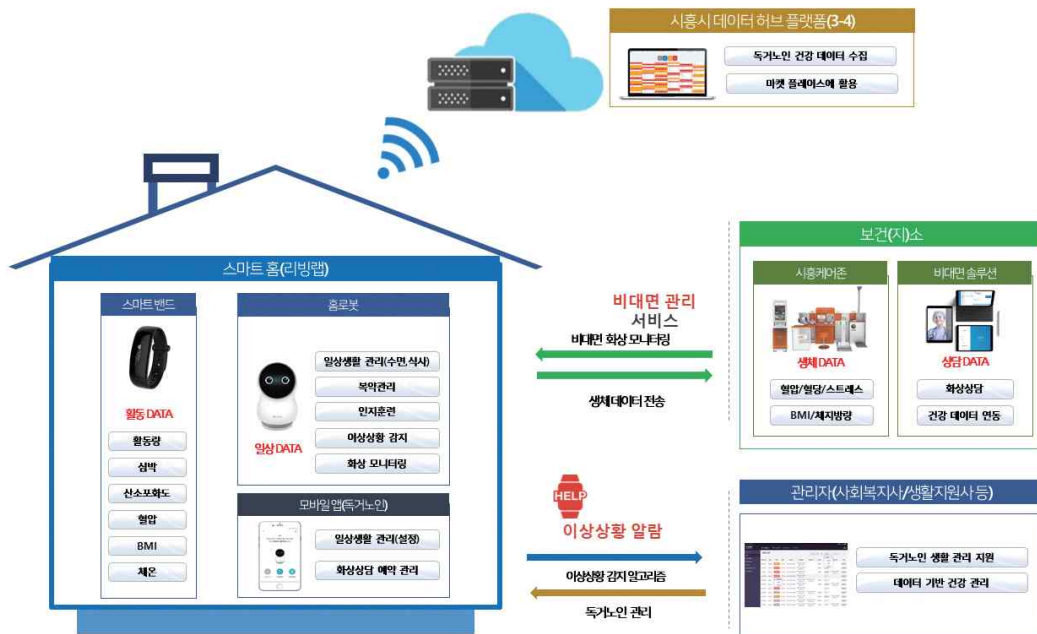 시흥시 데이터 허브 플랫폼(3-4)
독거노인 건강 데이터 수집
마켓 플레이스에 활용
스마트 홈(리빙랩)
스마트 밴드
활동 DATA
활동량
심박
산소포화도
혈압
BMI
체온
홈로봇
일상 DATA
일상생활 관리(수면,식사)
복약관리
인지훈련
이상상황 감지
화상 모니터링
모바일 앱(독거노인)
일상생활 관리(설정)
화상상담 예약 관리
비대면 관리
서비스
비대면 화상 모니터링
생체 데이터 전송
HELP
이상상황 알람
이상상황 감지 알고리즘
독거노인 관리
보건(지)소
시흥케어존
생체 DATA
혈압/혈당/스트레스
BMI/체지방량
비대면 솔루션
상담 DATA
화상상담
건강 데이터 연동
관리자(사회복지사/생활지원사 등)
독거노인 생활 관리 지원
데이터 기반 건강 관리